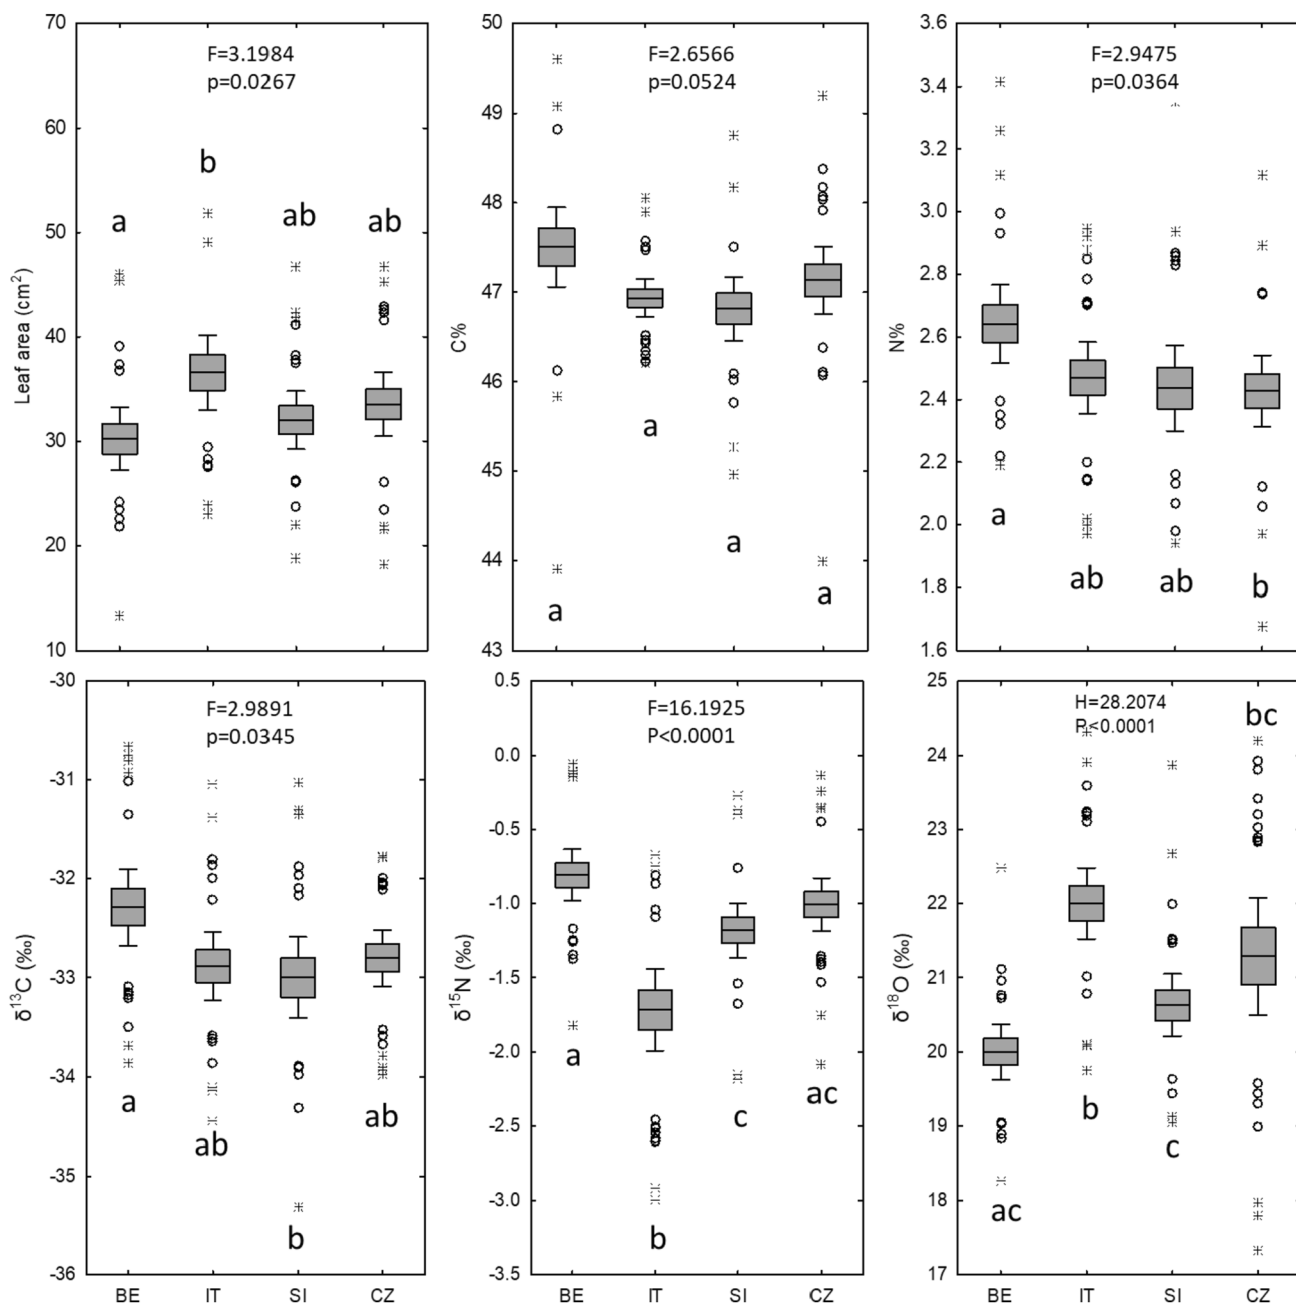 70
60
50
40
30
20
10
Leaf area (cm²)
F=3.1984
p=0.0267
a
b
ab
ab
50
49
48
47
46
45
44
43
C%
F=2.6566
p=0.0524
a
a
a
a
3.6
3.4
3.2
3.0
2.8
2.6
2.4
2.2
2.0
1.8
1.6
N%
F=2.9475
p=0.0364
a
ab
ab
b
-30
-31
-32
-33
-34
-35
-36
δ¹³C (‰)
F=2.9891
p=0.0345
a
ab
b
ab
BE IT SI CZ
0.5
0.0
-0.5
-1.0
-1.5
-2.0
-2.5
-3.0
-3.5
δ¹⁵N (‰)
F=16.1925
P<0.0001
a
b
c
ac
BE IT SI CZ
25
24
23
22
21
20
19
18
17
δ¹⁸O (‰)
H=28.2074
P<0.0001
ac
b
c
bc
BE IT SI CZ